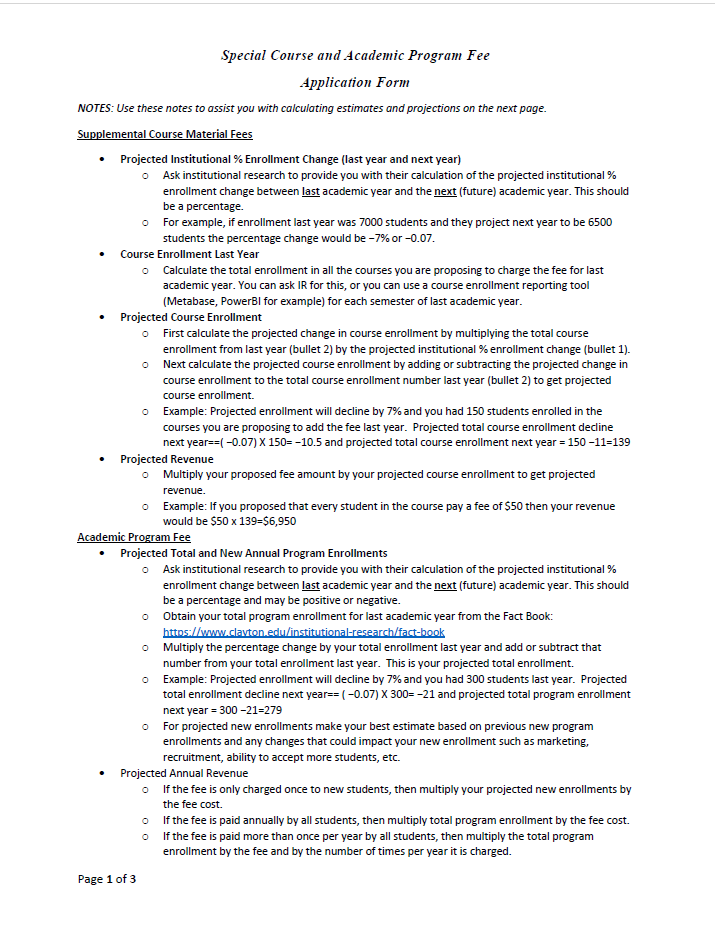 Special Course and Academic Program Fee
Application Form
NOTES: Use these notes to assist you with calculating estimates and projections on the next page.
Supplemental Course Material Fees
• Projected Institutional % Enrollment Change (last year and next year)
o Ask institutional research to provide you with their calculation of the projected institutional %
enrollment change between last academic year and the next (future) academic year. This should
be a percentage.
o For example, if enrollment last year was 7000 students and they project next year to be 6500
students the percentage change would be –7% or –0.07.
• Course Enrollment Last Year
o Calculate the total enrollment in all the courses you are proposing to charge the fee for last
academic year. You can ask IR for this, or you can use a course enrollment reporting tool
(Metabase, PowerBI for example) for each semester of last academic year.
• Projected Course Enrollment
o First calculate the projected change in course enrollment by multiplying the total course
enrollment from last year (bullet 2) by the projected institutional % enrollment change (bullet 1).
o Next calculate the projected course enrollment by adding or subtracting the projected change in
course enrollment to the total course enrollment number last year (bullet 2) to get projected
course enrollment.
o Example: Projected enrollment will decline by 7% and you had 150 students enrolled in the
courses you are proposing to add the fee last year.  Projected total course enrollment decline
next year==( –0.07) X 150= –10.5 and projected total course enrollment next year = 150 –11=139
• Projected Revenue
o Multiply your proposed fee amount by your projected course enrollment to get projected
revenue.
o Example: If you proposed that every student in the course pay a fee of $50 then your revenue
would be $50 x 139=$6,950
Academic Program Fee
• Projected Total and New Annual Program Enrollments
o Ask institutional research to provide you with their calculation of the projected institutional %
enrollment change between last academic year and the next (future) academic year. This should
be a percentage and may be positive or negative.
o Obtain your total program enrollment for last academic year from the Fact Book:
https://www.clayton.edu/institutional-research/fact-book
o Multiply the percentage change by your total enrollment last year and add or subtract that
number from your total enrollment last year.  This is your projected total enrollment.
o Example: Projected enrollment will decline by 7% and you had 300 students last year.  Projected
total enrollment decline next year== ( –0.07) X 300= –21 and projected total program enrollment
next year = 300 –21=279
o For projected new enrollments make your best estimate based on previous new program
enrollments and any changes that could impact your new enrollment such as marketing,
recruitment, ability to accept more students, etc.
• Projected Annual Revenue
o If the fee is only charged once to new students, then multiply your projected new enrollments by
the fee cost.
o If the fee is paid annually by all students, then multiply total program enrollment by the fee cost.
o If the fee is paid more than once per year by all students, then multiply the total program
enrollment by the fee and by the number of times per year it is charged.
Page 1 of 3